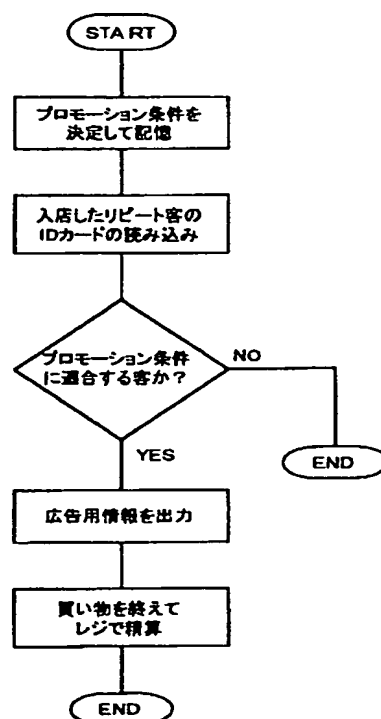 START
プロモーション条件を
決定して記憶
入店したリピート客の
IDカードの読み込み
プロモーション条件
に適合する客か?
NO
YES
END
広告用情報を出力
買い物を終えて
レジで精算
END